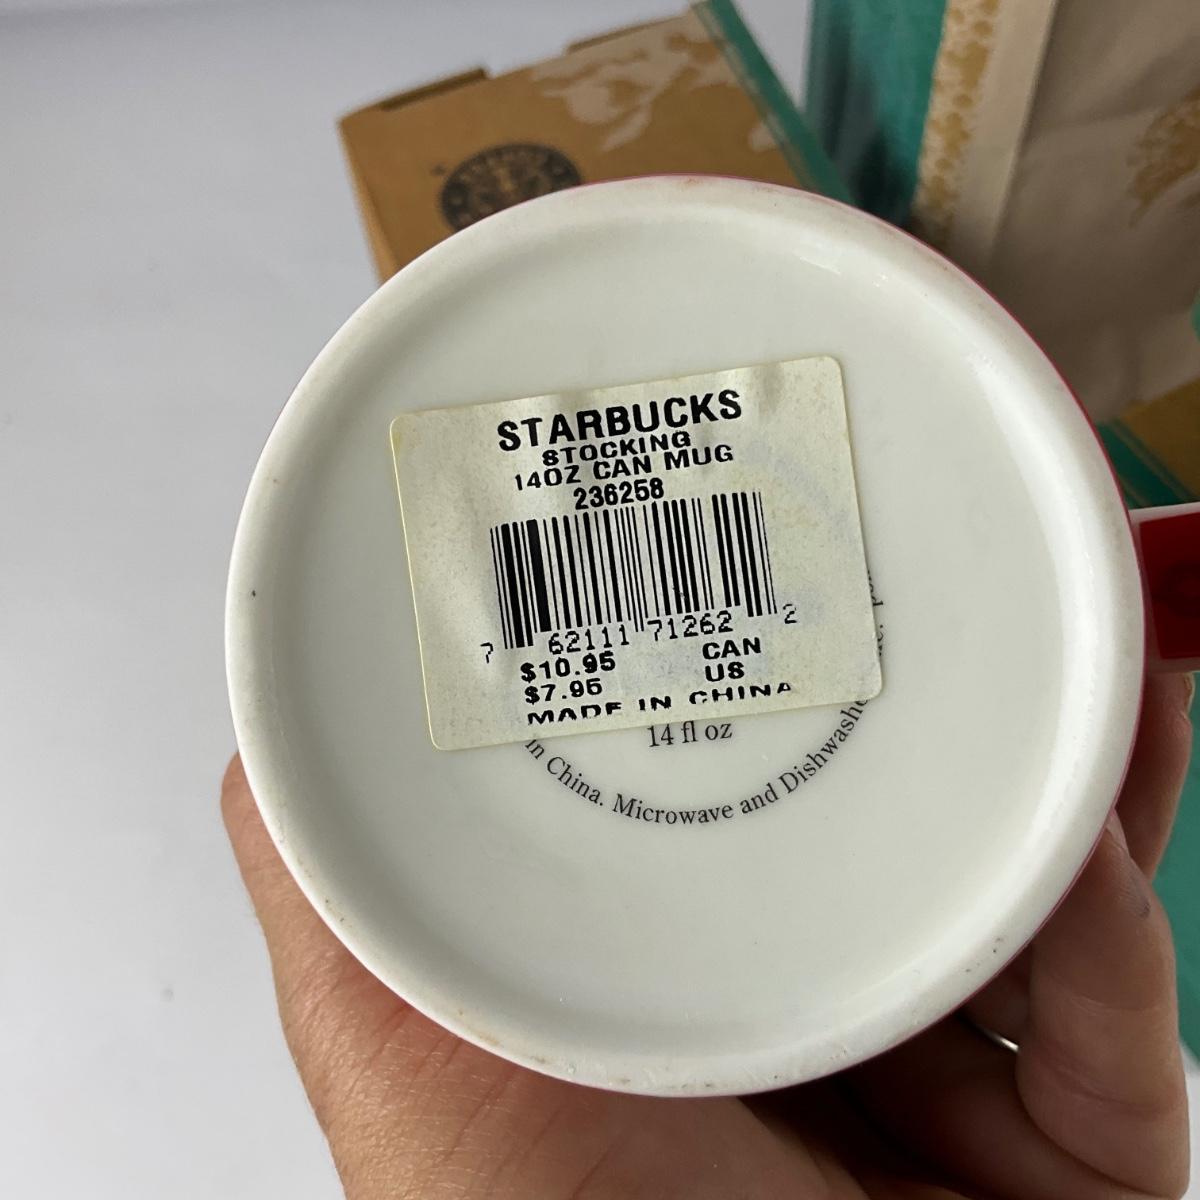 STARBUCKS
STOCKING
14OZ CAN MUG
236258
7 62111 71262 2
$10.95 CAN
$7.95 US
MADE IN CHINA
14 fl oz
in China. Microwave and